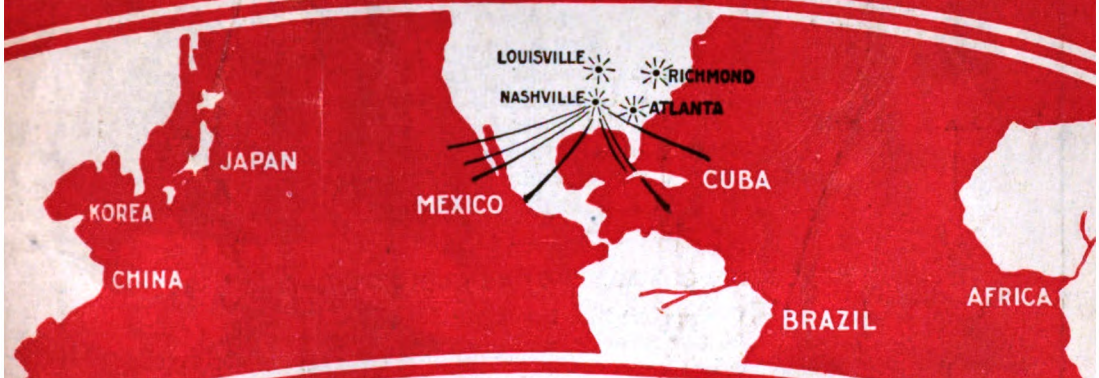 LOUISVILLE
RICHMOND
NASHVILLE
ATLANTA
JAPAN
CUBA
MEXICO
KOREA
CHINA
AFRICA
BRAZIL